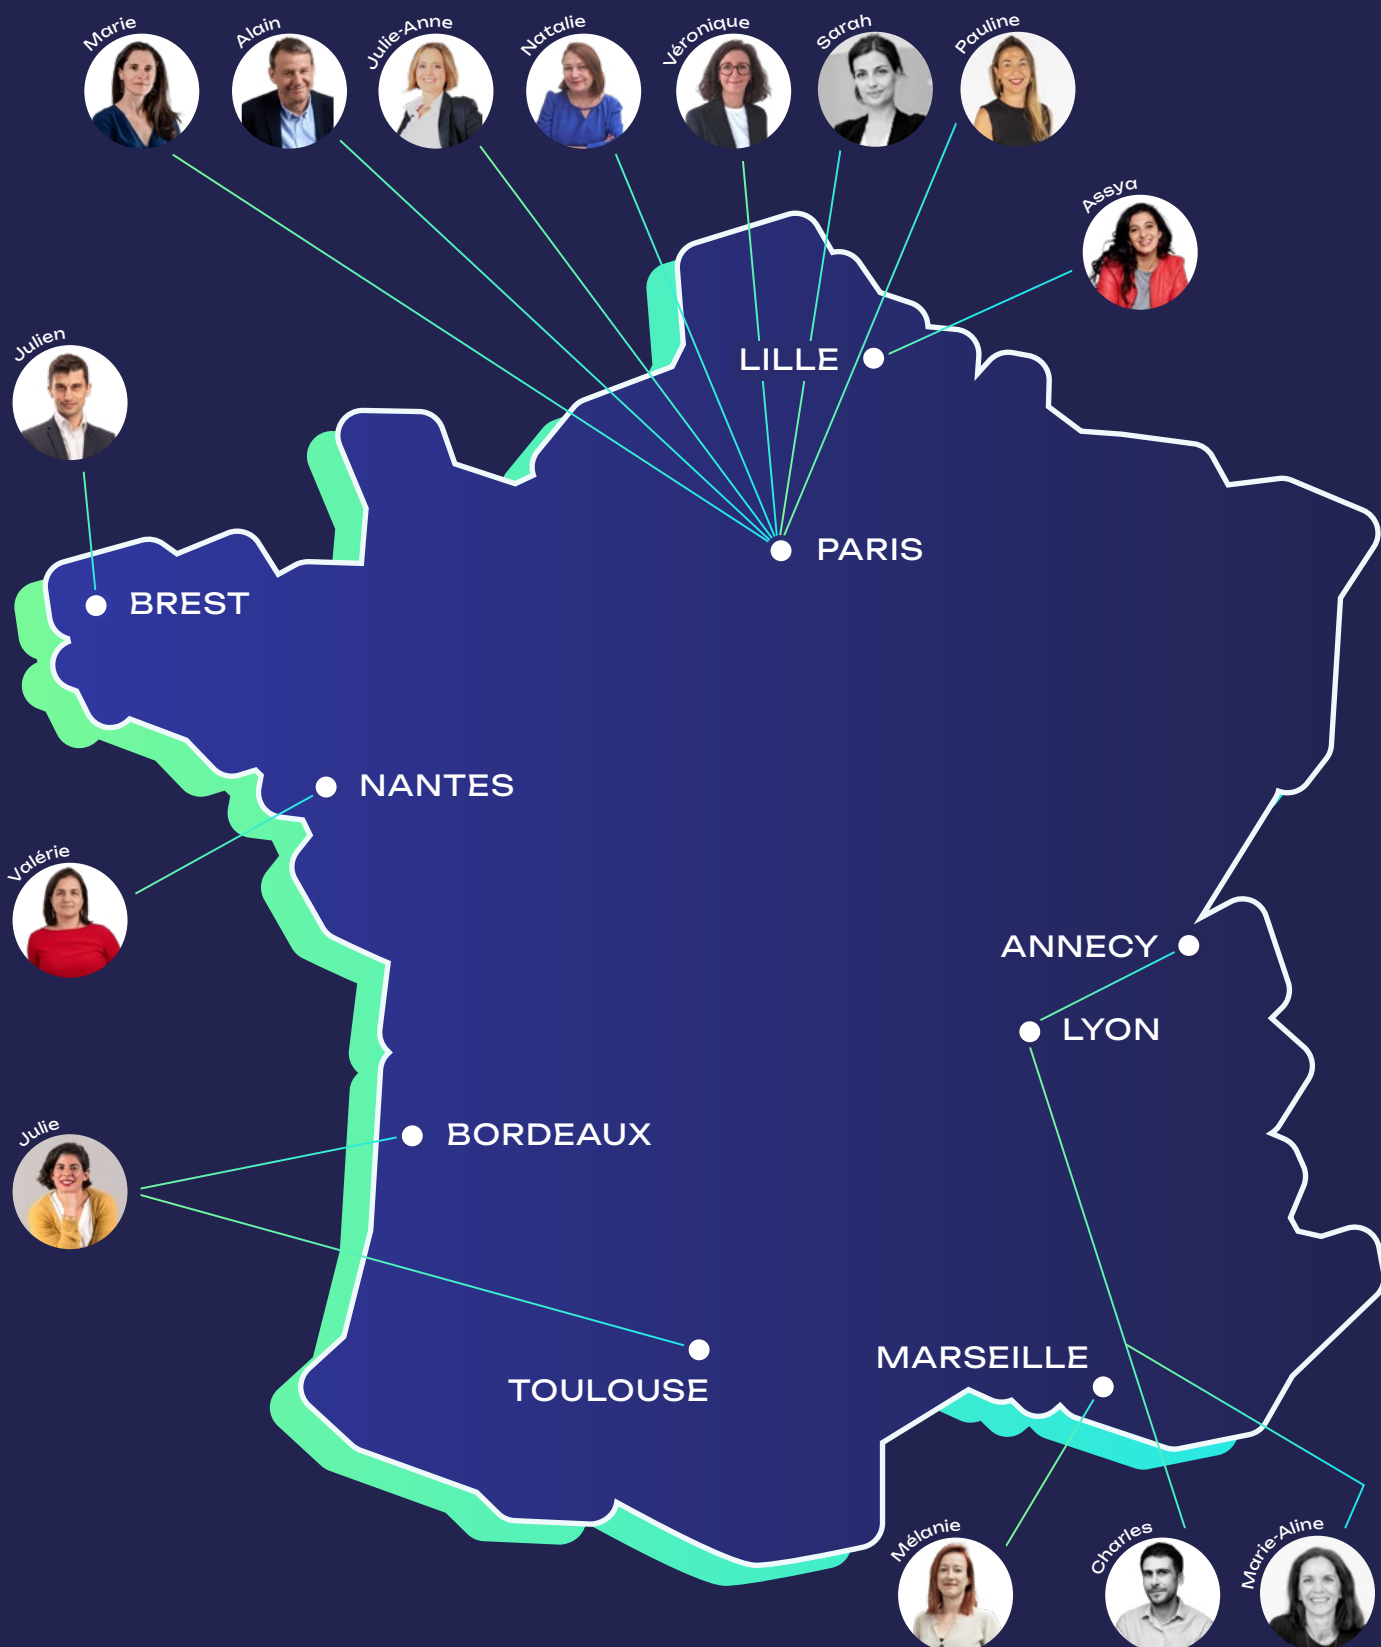 Marie
Alain
Julie-Anne
Natalie
Véronique
Sarah
Pauline
Assya
Julien
LILLE
PARIS
BREST
NANTES
Valérie
ANNECY
LYON
Julie
BORDEAUX
MARSEILLE
TOULOUSE
Mélanie
Charles
Marie-Aline